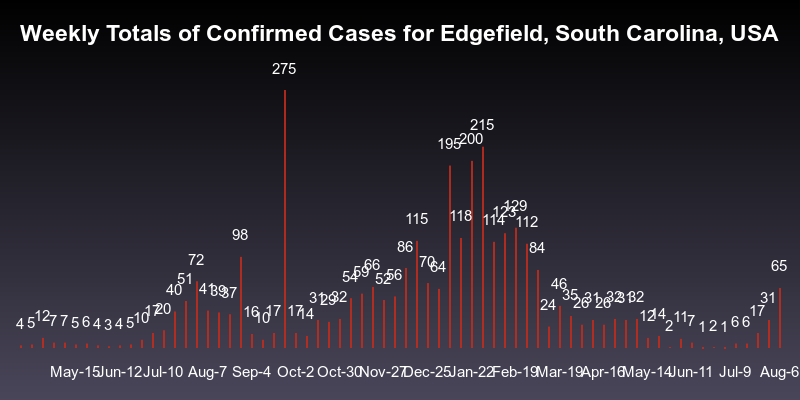 Weekly Totals of Confirmed Cases for Edgefield, South Carolina, USA
4 5 12 7 7 5 6 4 3 4 5 10 17 20 40 51 72 41 39 37 98 16 10 17 275 17 14 31 29 32 54 59 66 52 56 86 115 70 64 195 118 200 215 114 123 129 112 84 24 46 35 26 31 26 32 31 32 12 14 2 11 7 1 2 1 6 6 17 31 65
May-15 Jun-12 Jul-10 Aug-7 Sep-4 Oct-2 Oct-30 Nov-27 Dec-25 Jan-22 Feb-19 Mar-19 Apr-16 May-14 Jun-11 Jul-9 Aug-6